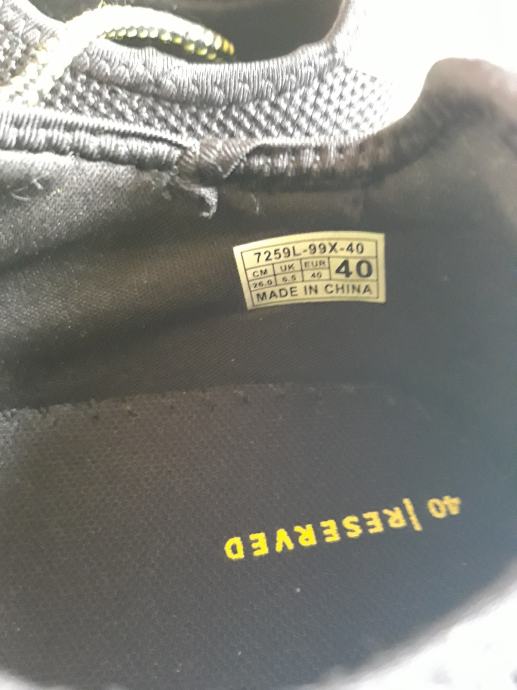 7259L-99X-40
CM UK EUR 40
26.0 6.5 40
MADE IN CHINA
40 | RESERVED